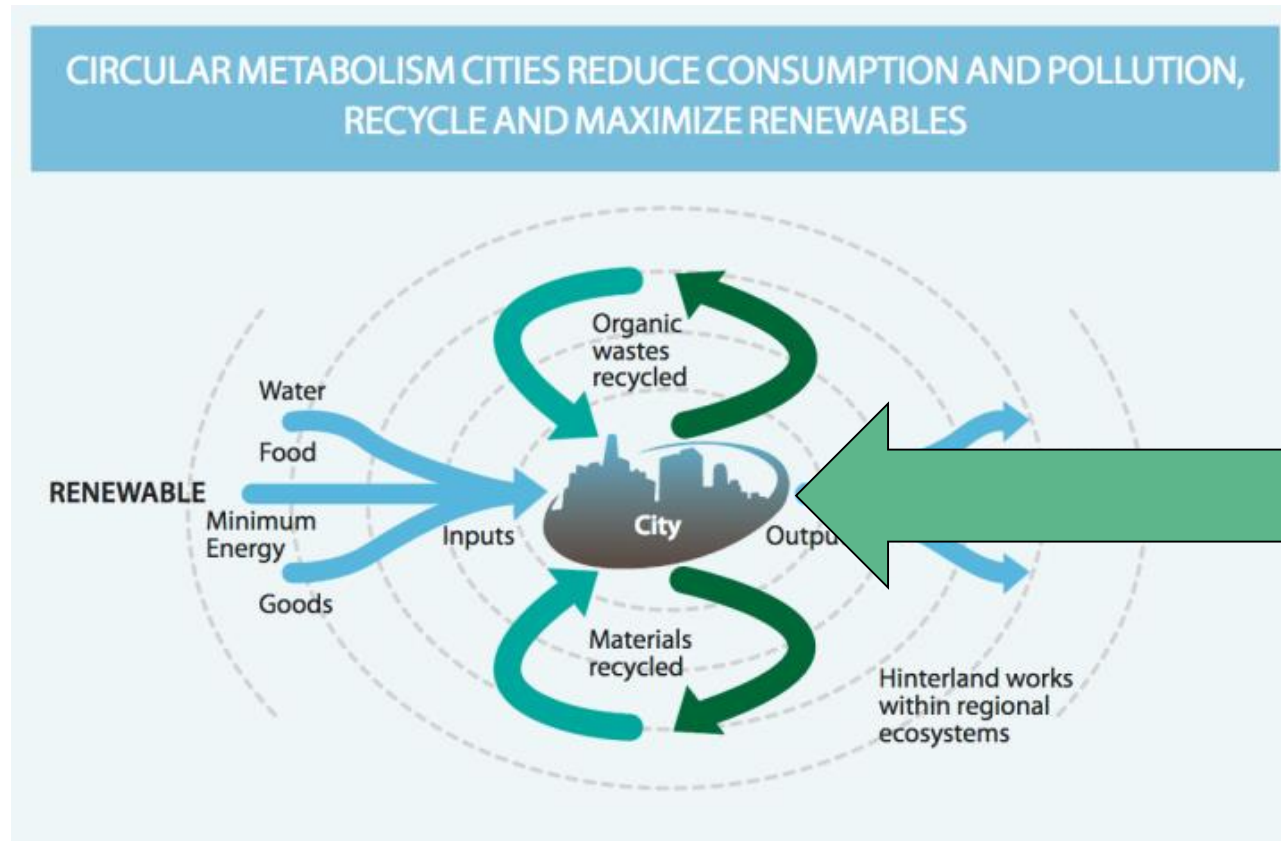 CIRCULAR METABOLISM CITIES REDUCE CONSUMPTION AND POLLUTION,
RECYCLE AND MAXIMIZE RENEWABLES
Organic
wastes
recycled
Water
Food
RENEWABLE
Minimum
Energy
Goods
Inputs
City
Materials
recycled
Hinterland works
within regional
ecosystems